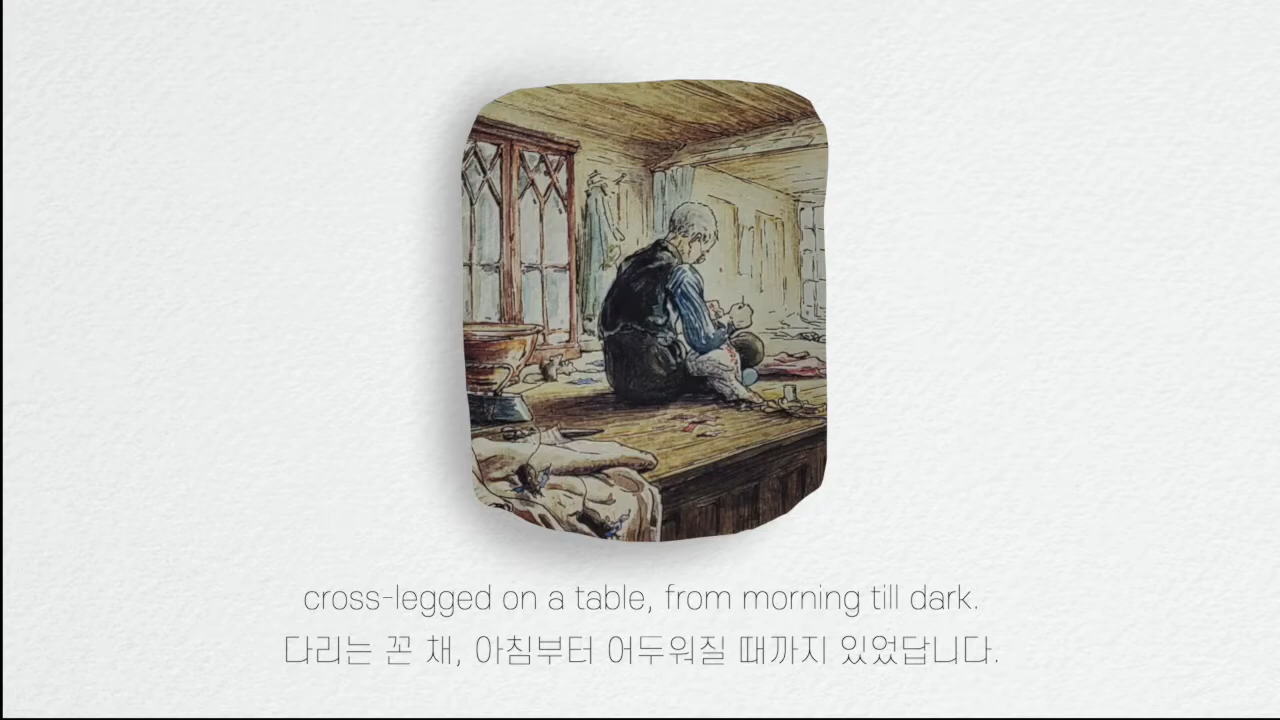 cross-legged on a table, from morning till dark.
다리는 꼰 채, 아침부터 어두워질 때까지 있었답니다.